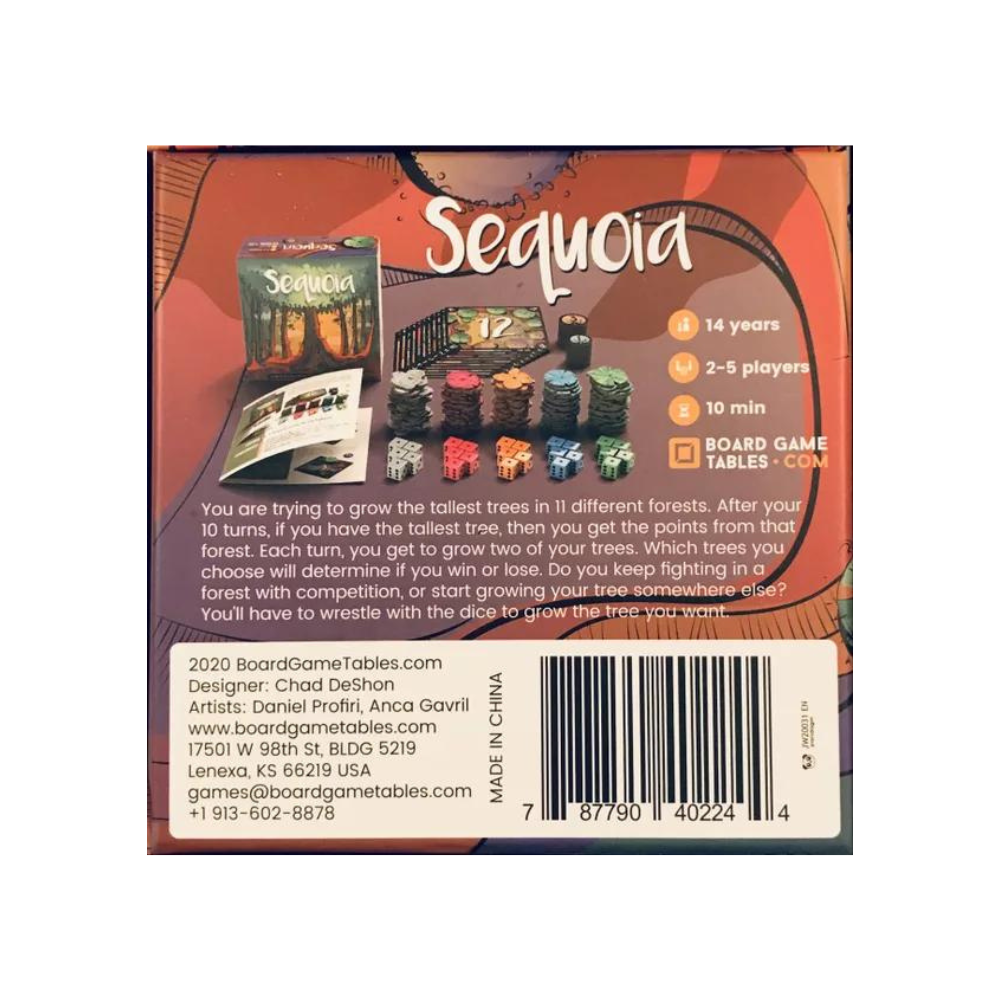 Sequoia
Sequoia
Sequoia
12
14 years
2-5 players
10 min
BOARD GAME
TABLES • COM
You are trying to grow the tallest trees in 11 different forests. After your
10 turns, if you have the tallest tree, then you get the points from that
forest. Each turn, you get to grow two of your trees. Which trees you
choose will determine if you win or lose. Do you keep fighting in a
forest with competition, or start growing your tree somewhere else?
You'll have to wrestle with the dice to grow the tree you want.
2020 BoardGameTables.com
Designer: Chad DeShon
Artists: Daniel Profiri, Anca Gavril
www.boardgametables.com
17501 W 98th St, BLDG 5219
Lenexa, KS 66219 USA
games@boardgametables.com
+1 913-602-8878
MADE IN CHINA
7 87790 40224 4
JW20031 EN